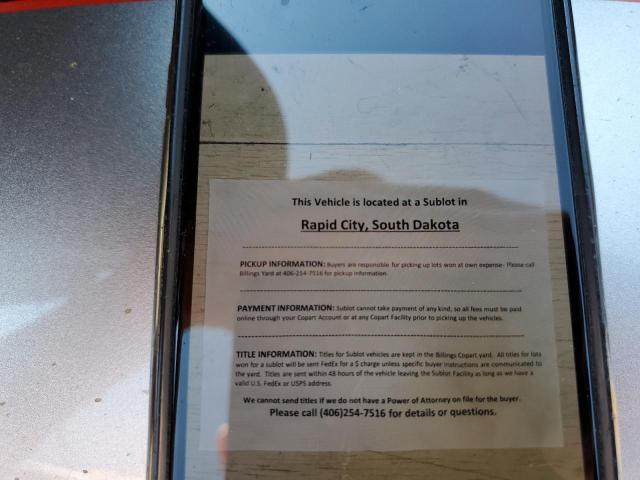 This Vehicle is located at a Sublot in
Rapid City, South Dakota
PICKUP INFORMATION: Buyers are responsible for picking up lots won at own expense. Please call
Billings Yard at 406-254-7516 for pickup information.
PAYMENT INFORMATION: Sublot cannot take payment of any kind, so all fees must be paid
online through your Copart Account or at any Copart Facility prior to picking up the vehicles.
TITLE INFORMATION: Titles for Sublot vehicles are kept in the Billings Copart yard. All titles for lots
won for a sublot will be sent FedEx for a $ charge unless specific buyer instructions are communicated to
the yard. Titles are sent within 48 hours of the vehicle leaving the Sublot Facility as long as we have a
valid U.S. FedEx or USPS address.
We cannot send titles if we do not have a Power of Attorney on file for the buyer.
Please call (406)254-7516 for details or questions.